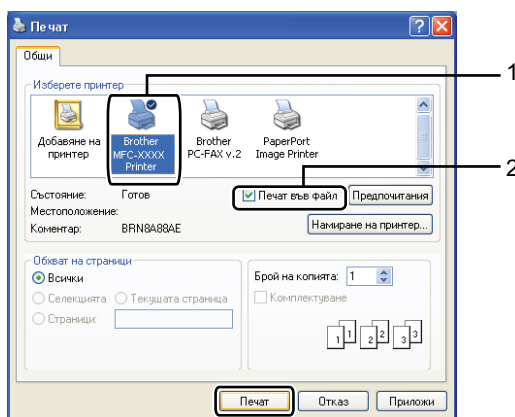 Печат
Общи
Изберете принтер
Добавяне на принтер
Brother MFC-XXXX Printer
Brother PC-FAX v.2
PaperPort Image Printer
1
Състояние: Готов
2
Печат във файл
Предпочитания
Местоположение:
Коментар: BRN8A88AE
Намиране на принтер...
Обхват на страници
Всички
Селекцията
Текущата страница
Страници:
Брой на копията: 1
Комплектуване
1 1 2 2 3 3
Печат
Отказ
Приложи